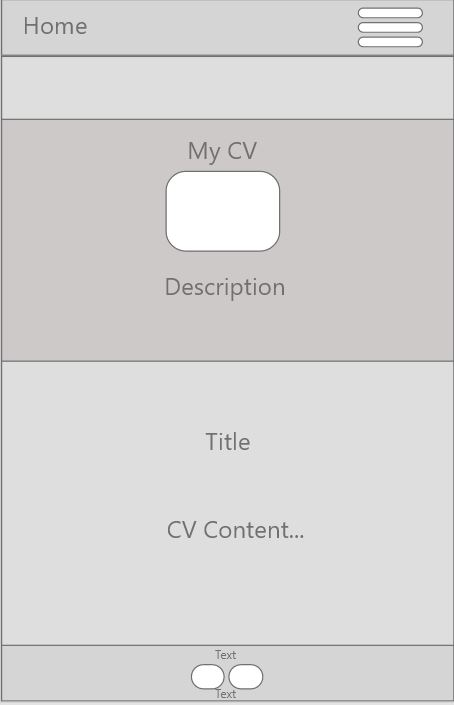 Home
My CV
Description
Title
CV Content...
Text
Text